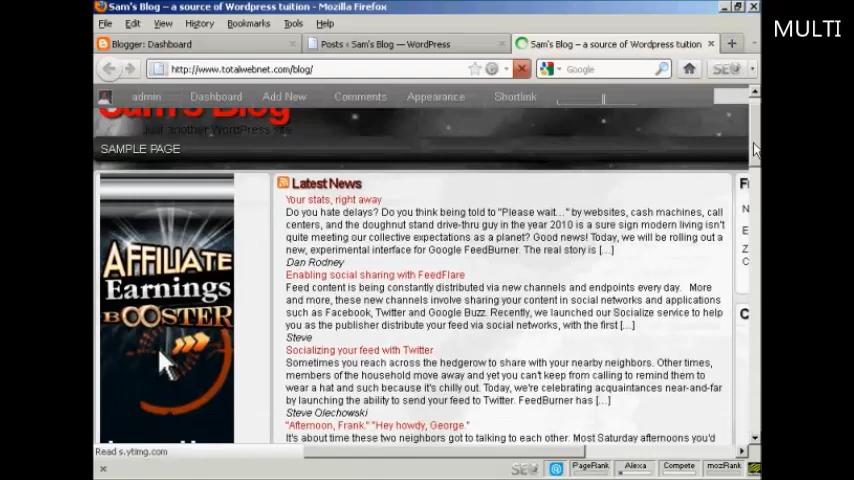 Sam's Blog – a source of Wordpress tuition - Mozilla Firefox
MULTI
File Edit View History Bookmarks Tools Help
Blogger: Dashboard
Posts ‹ Sam's Blog — WordPress
Sam's Blog – a source of Wordpress tuition
http://www.totalwebnet.com/blog/
Google
admin Dashboard Add New Comments Appearance Shortlink
Sam's Blog
Just another WordPress site
SAMPLE PAGE
AFFILIATE
Earnings
BOOSTER
Latest News
Your stats, right away
Do you hate delays? Do you think being told to "Please wait…" by websites, cash machines, call
centers, and the doughnut stand drive-thru guy in the year 2010 is a sure sign modern living isn't
quite meeting our collective expectations as a planet? Good news! Today, we will be rolling out a
new, experimental interface for Google FeedBurner. The real story is [...]
Dan Rodney
Enabling social sharing with FeedFlare
Feed content is being constantly distributed via new channels and endpoints every day. More
and more, these new channels involve sharing your content in social networks and applications
such as Facebook, Twitter and Google Buzz. Recently, we launched our Socialize service to help
you as the publisher distribute your feed via social networks, with the first [...]
Steve
Socializing your feed with Twitter
Sometimes you reach across the hedgerow to share with your nearby neighbors. Other times,
members of the household move away and yet you can't keep from calling to remind them to
wear a hat and such because it's chilly out. Today, we're celebrating acquaintances near-and-far
by launching the ability to send your feed to Twitter. FeedBurner has [...]
Steve Olechowski
"Afternoon, Frank." "Hey howdy, George."
It's about time these two neighbors got to talking to each other. Most Saturday afternoons you'd
Read s.ytimg.com
PageRank Alexa Compete mozRank